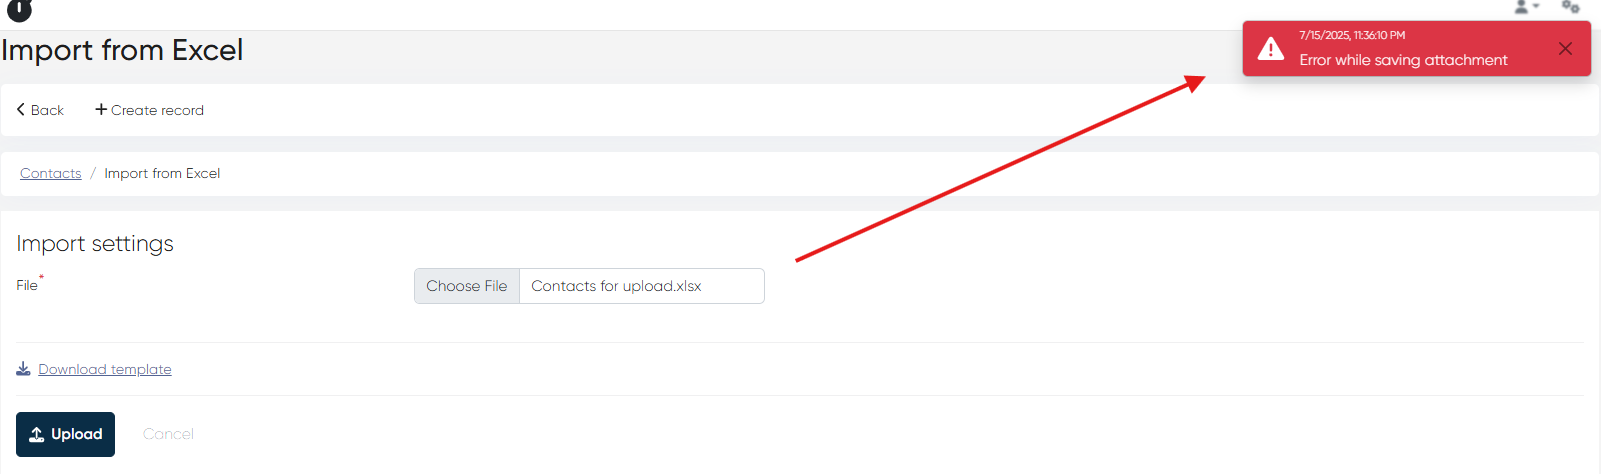 7/15/2025, 11:36:10 PM
Error while saving attachment
Import from Excel
Back
Create record
Contacts / Import from Excel
Import settings
File*
Choose File Contacts for upload.xlsx
Download template
Upload Cancel